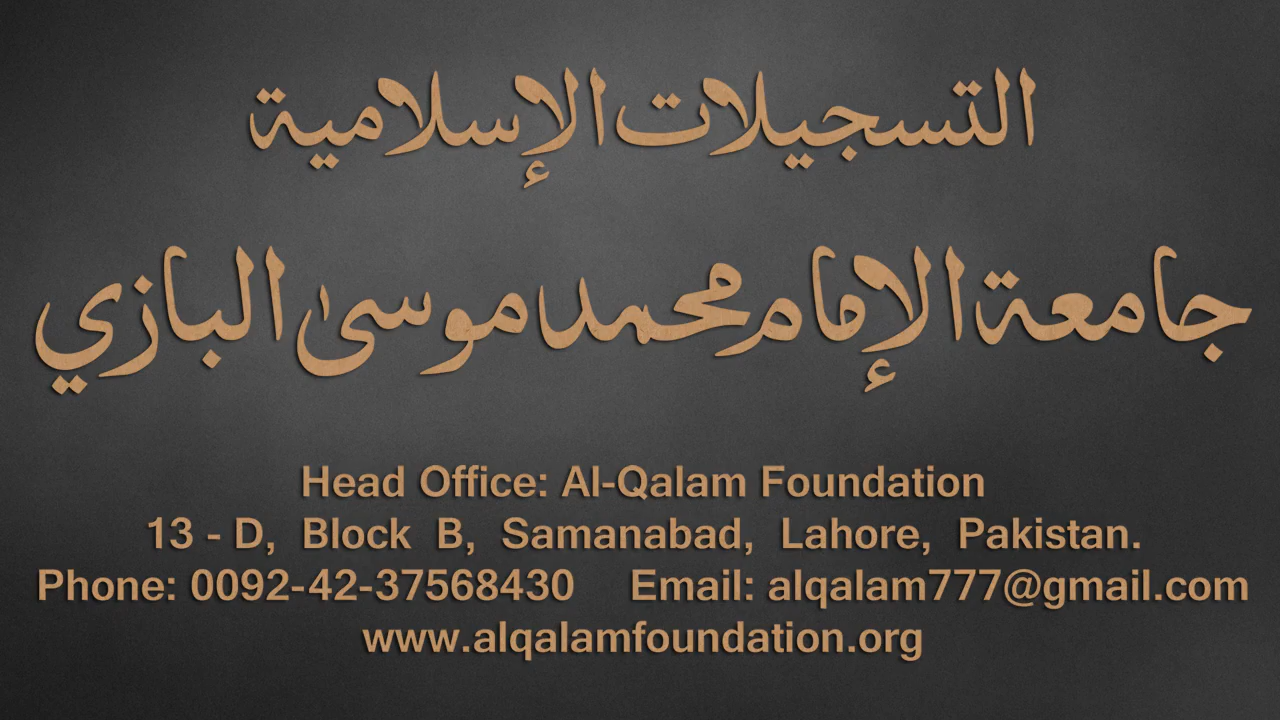 التسجيلات الإسلامية
جامعة الإمام محمد موسىٰ البازي
Head Office: Al-Qalam Foundation
13 - D, Block B, Samanabad, Lahore, Pakistan.
Phone: 0092-42-37568430 Email: alqalam777@gmail.com
www.alqalamfoundation.org